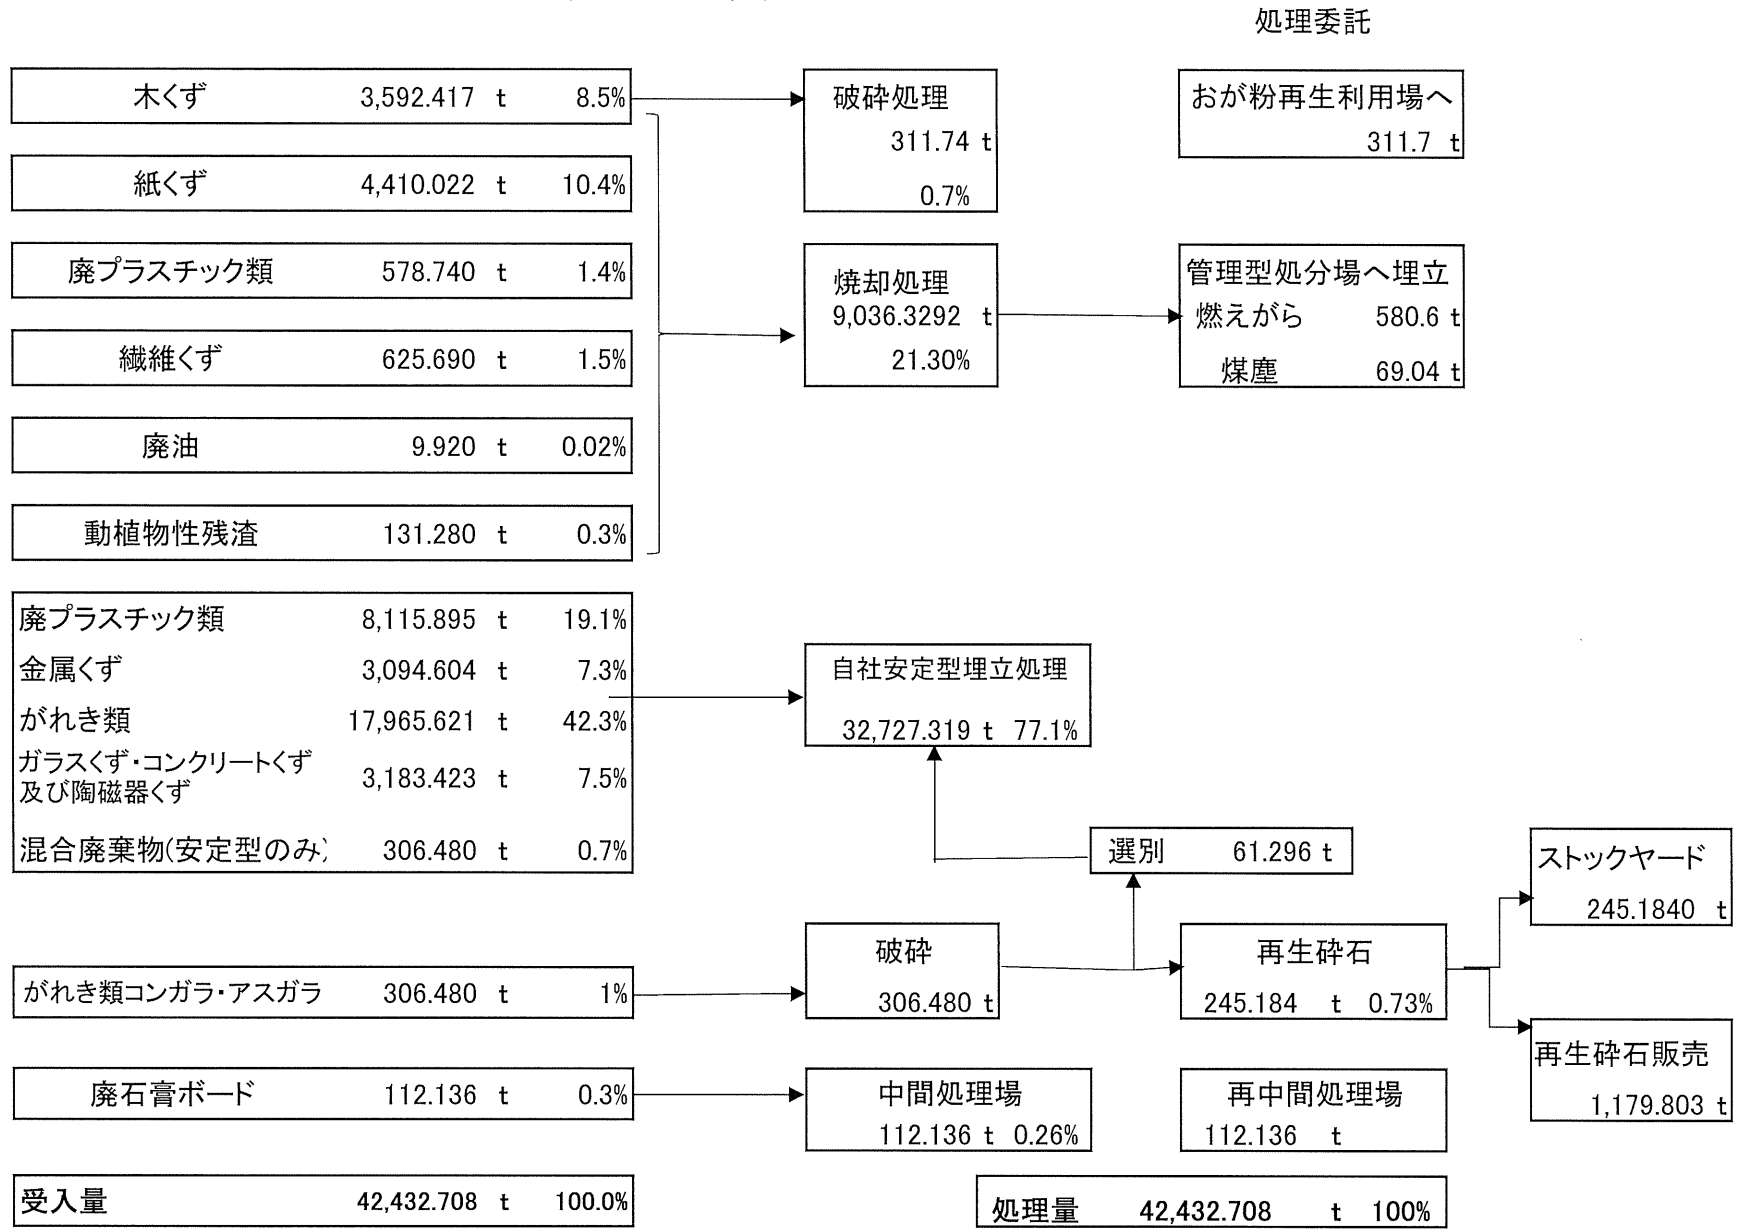 処理委託
木くず 3,592.417 t 8.5%
紙くず 4,410.022 t 10.4%
廃プラスチック類 578.740 t 1.4%
繊維くず 625.690 t 1.5%
廃油 9.920 t 0.02%
動植物性残渣 131.280 t 0.3%
破砕処理
311.74 t
0.7%
おが粉再生利用場へ
311.7 t
焼却処理
9,036.3292 t
21.30%
管理型処分場へ埋立
燃えがら 580.6 t
煤塵 69.04 t
廃プラスチック類 8,115.895 t 19.1%
金属くず 3,094.604 t 7.3%
がれき類 17,965.621 t 42.3%
ガラスくず・コンクリートくず
及び陶磁器くず 3,183.423 t 7.5%
混合廃棄物(安定型のみ) 306.480 t 0.7%
自社安定型埋立処理
32,727.319 t 77.1%
選別 61.296 t
ストックヤード
245.1840 t
がれき類コンガラ・アスガラ 306.480 t 1%
破砕
306.480 t
再生砕石
245.184 t 0.73%
再生砕石販売
1,179.803 t
廃石膏ボード 112.136 t 0.3%
中間処理場
112.136 t 0.26%
再中間処理場
112.136 t
受入量 42,432.708 t 100.0%
処理量 42,432.708 t 100%